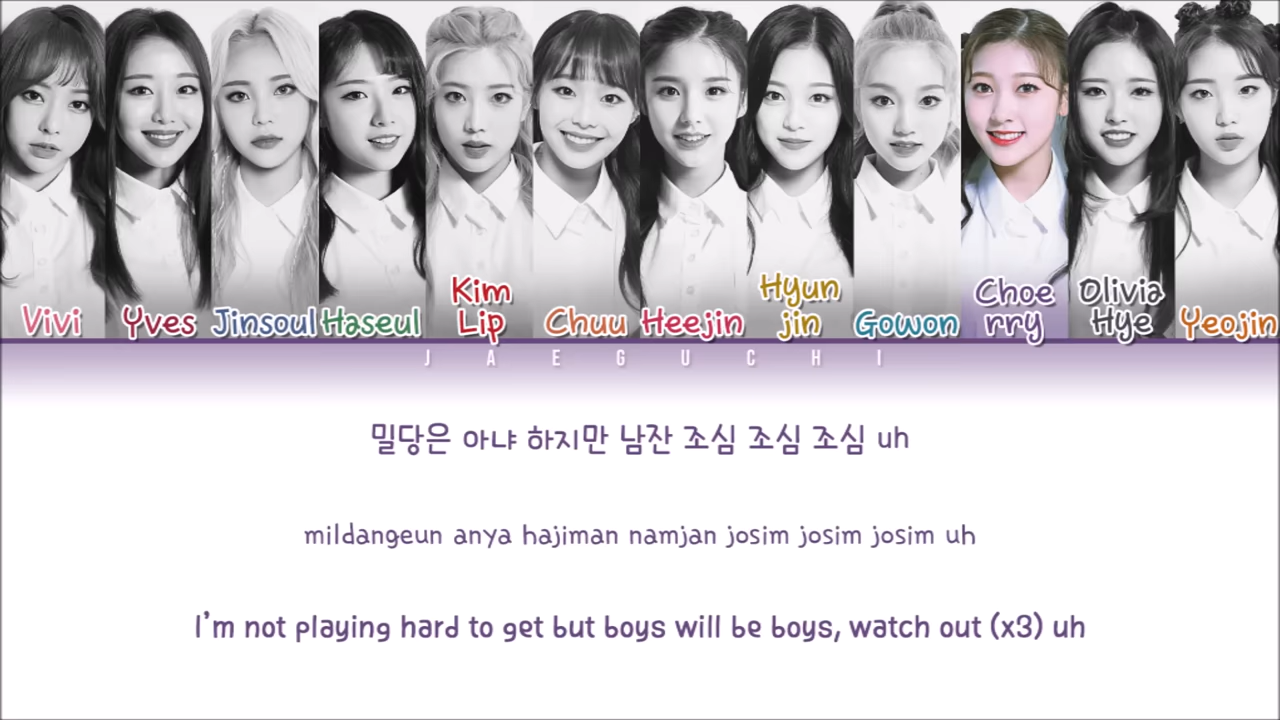 Vivi
Yves
Jinsoul
Haseul
Kim
Lip
Chuu
Heejin
Hyun
jin
Gowon
Choe
rry
Olivia
Hye
Yeojin
J A E G U C H I
밀당은 아냐 하지만 남잔 조심 조심 조심 uh
mildangeun anya hajiman namjan josim josim josim uh
I'm not playing hard to get but boys will be boys, watch out (x3) uh